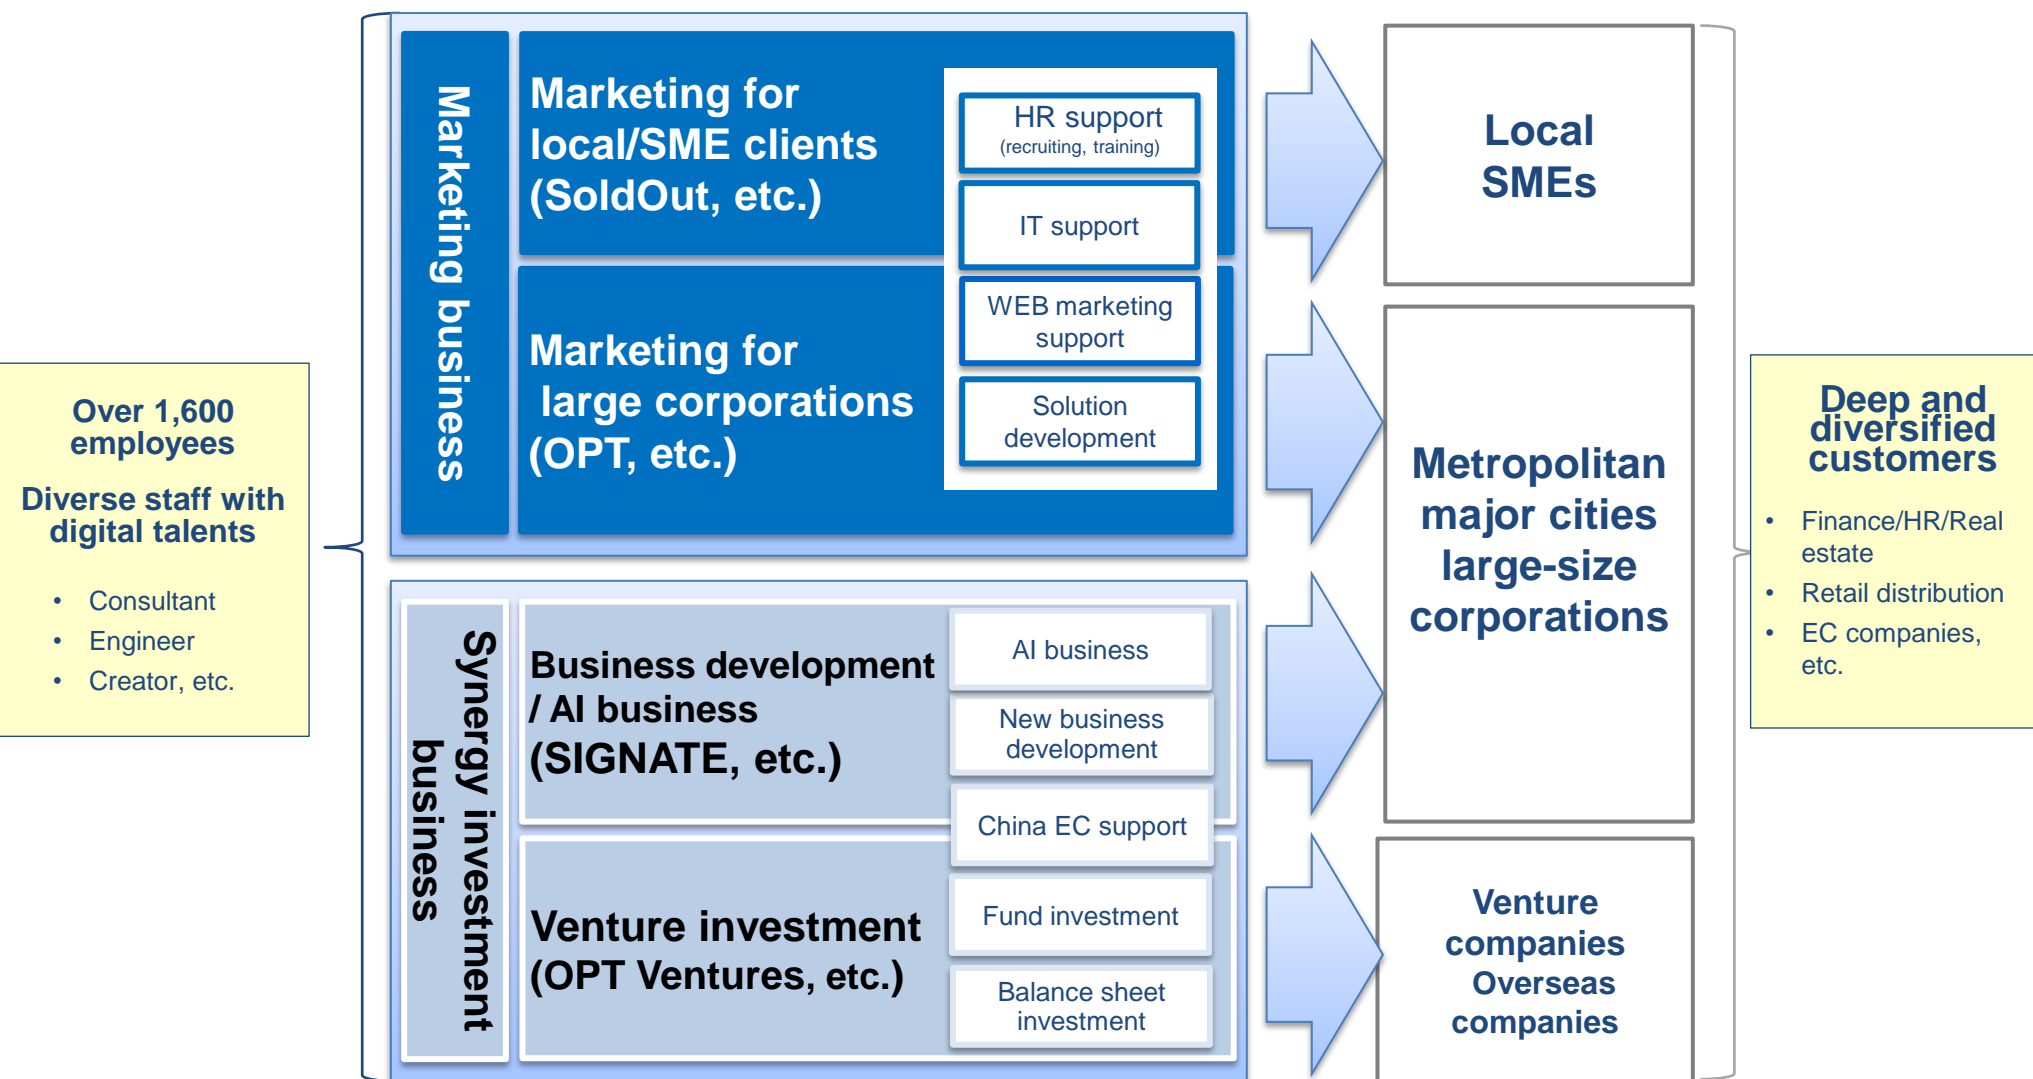 Over 1,600
employees
Diverse staff with
digital talents
• Consultant
• Engineer
• Creator, etc.
Marketing business
Marketing for
local/SME clients
(SoldOut, etc.)
Marketing for
large corporations
(OPT, etc.)
HR support
(recruiting, training)
IT support
WEB marketing
support
Solution
development
Synergy investment
business
Business development
/ AI business
(SIGNATE, etc.)
Venture investment
(OPT Ventures, etc.)
AI business
New business
development
China EC support
Fund investment
Balance sheet
investment
Local
SMEs
Metropolitan
major cities
large-size
corporations
Venture
companies
Overseas
companies
Deep and
diversified
customers
• Finance/HR/Real
estate
• Retail distribution
• EC companies,
etc.